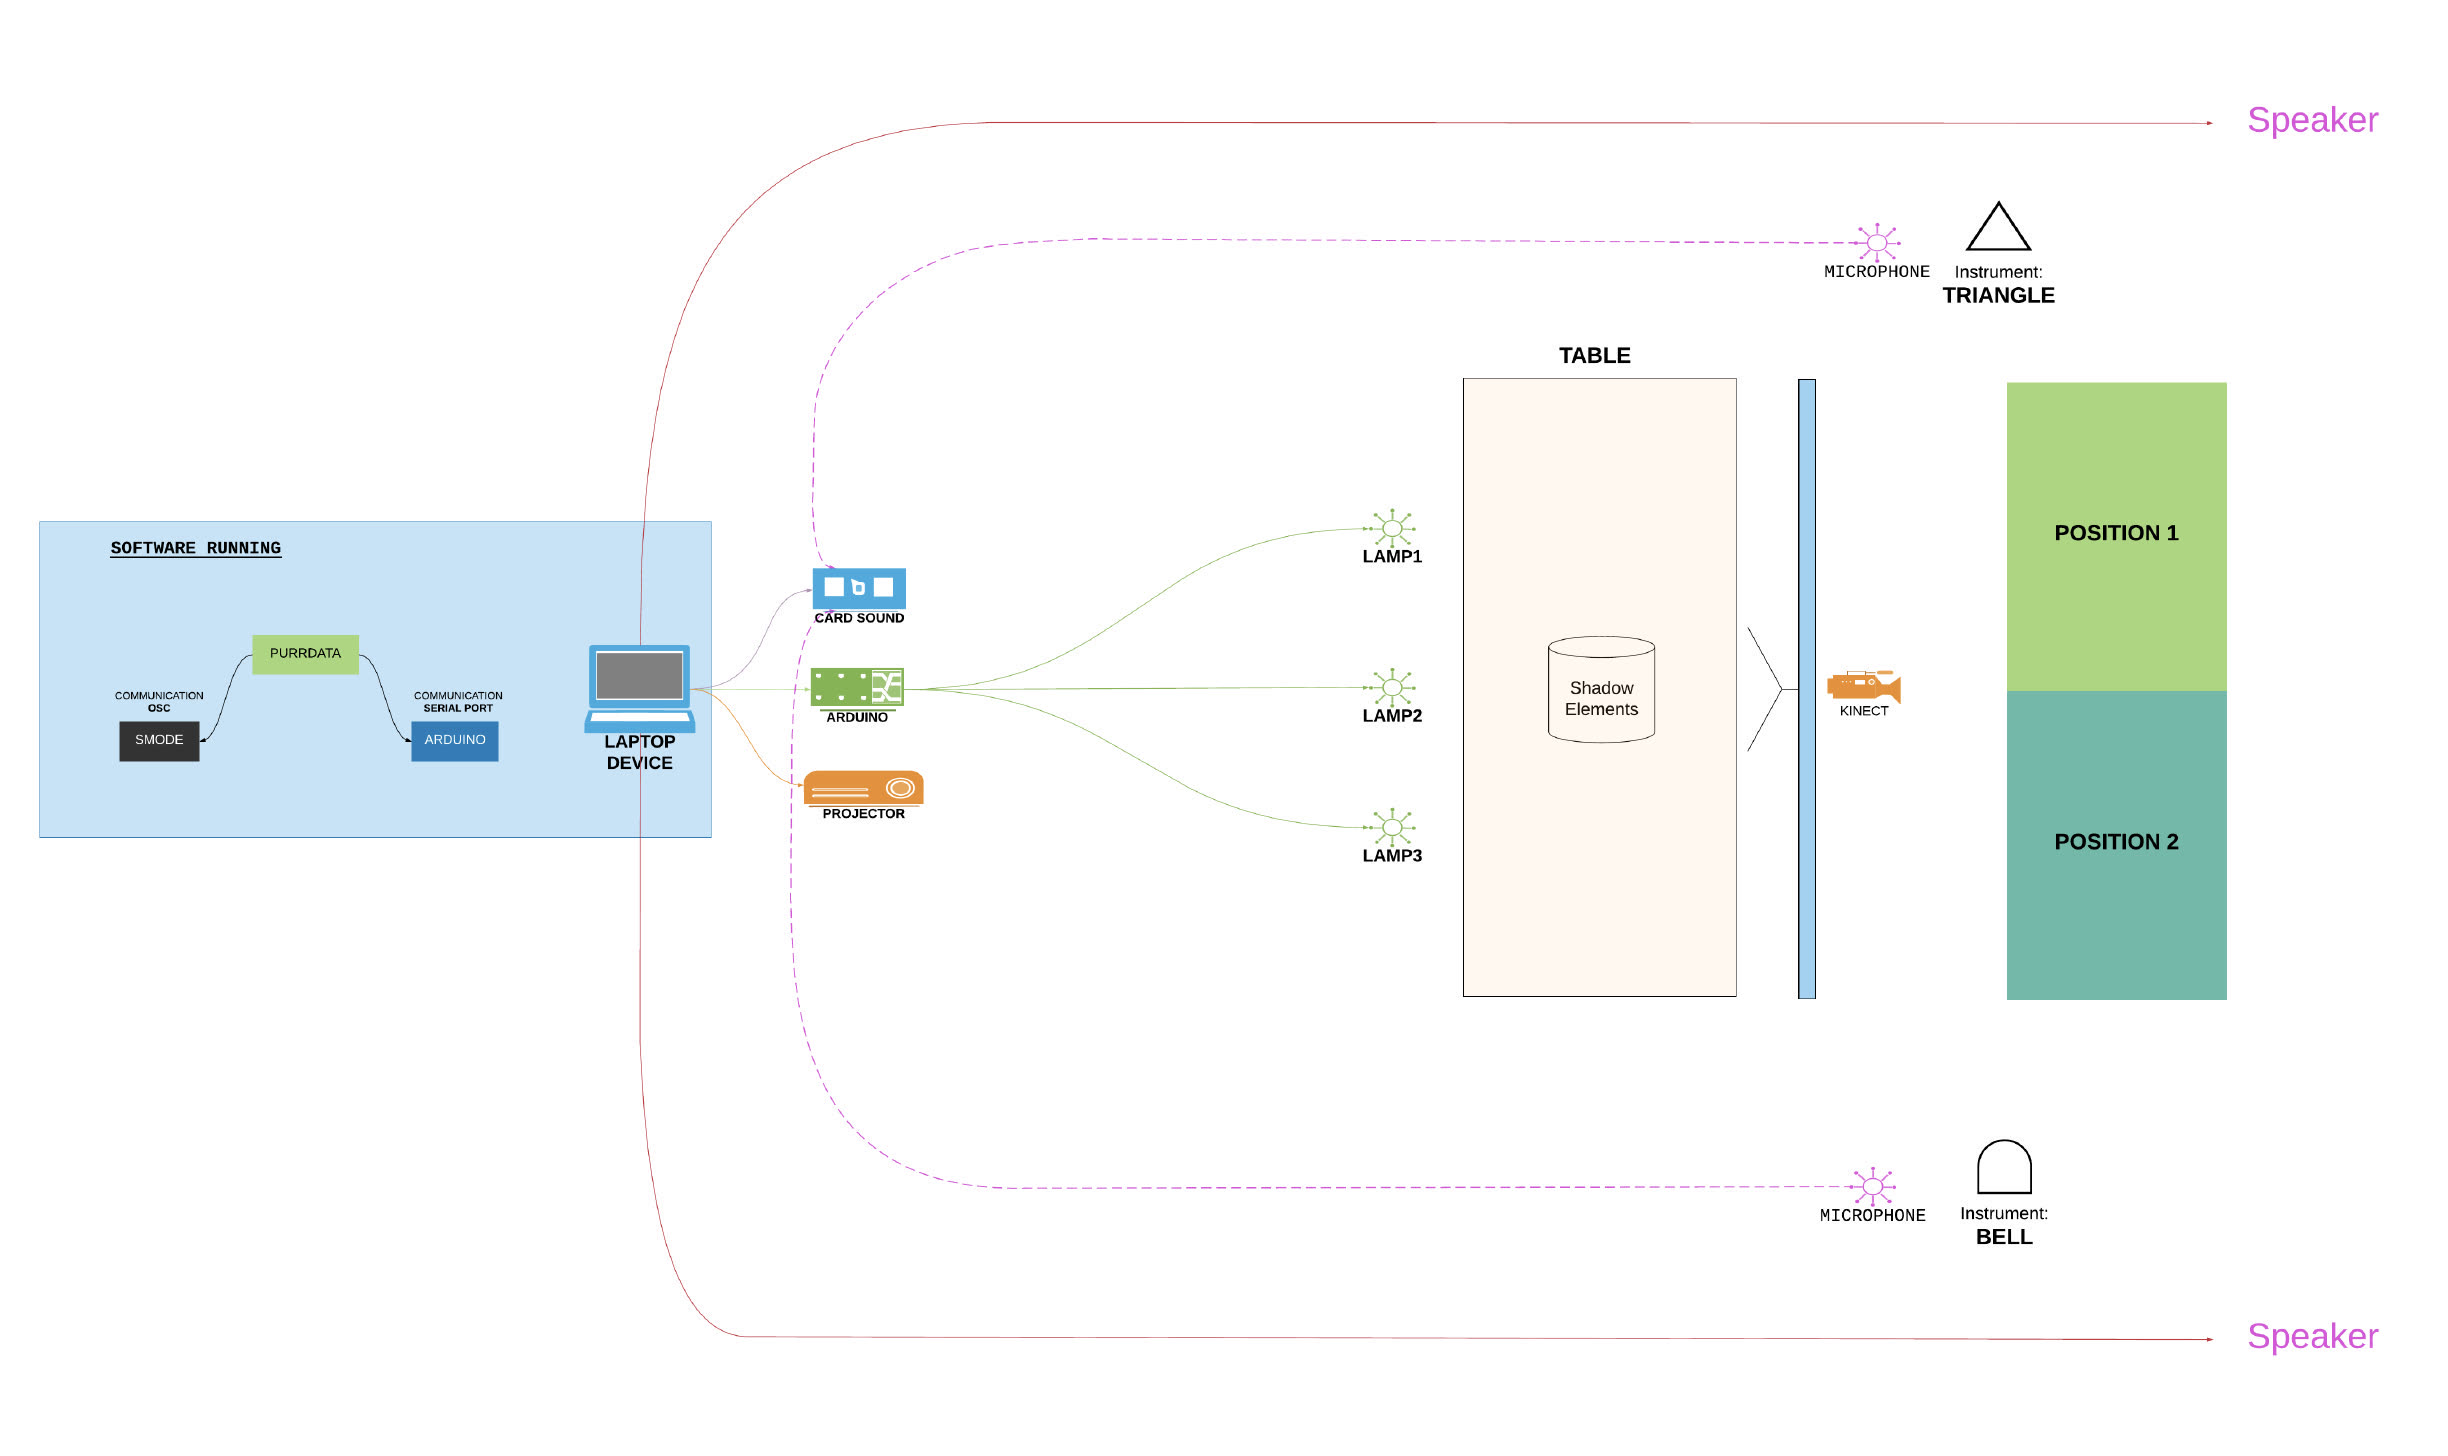 Speaker
MICROPHONE
Instrument:
TRIANGLE
TABLE
SOFTWARE RUNNING
PURRDATA
COMMUNICATION
OSC
COMMUNICATION
SERIAL PORT
SMODE
ARDUINO
LAPTOP
DEVICE
CARD SOUND
ARDUINO
PROJECTOR
LAMP1
LAMP2
LAMP3
Shadow
Elements
KINECT
POSITION 1
POSITION 2
MICROPHONE
Instrument:
BELL
Speaker